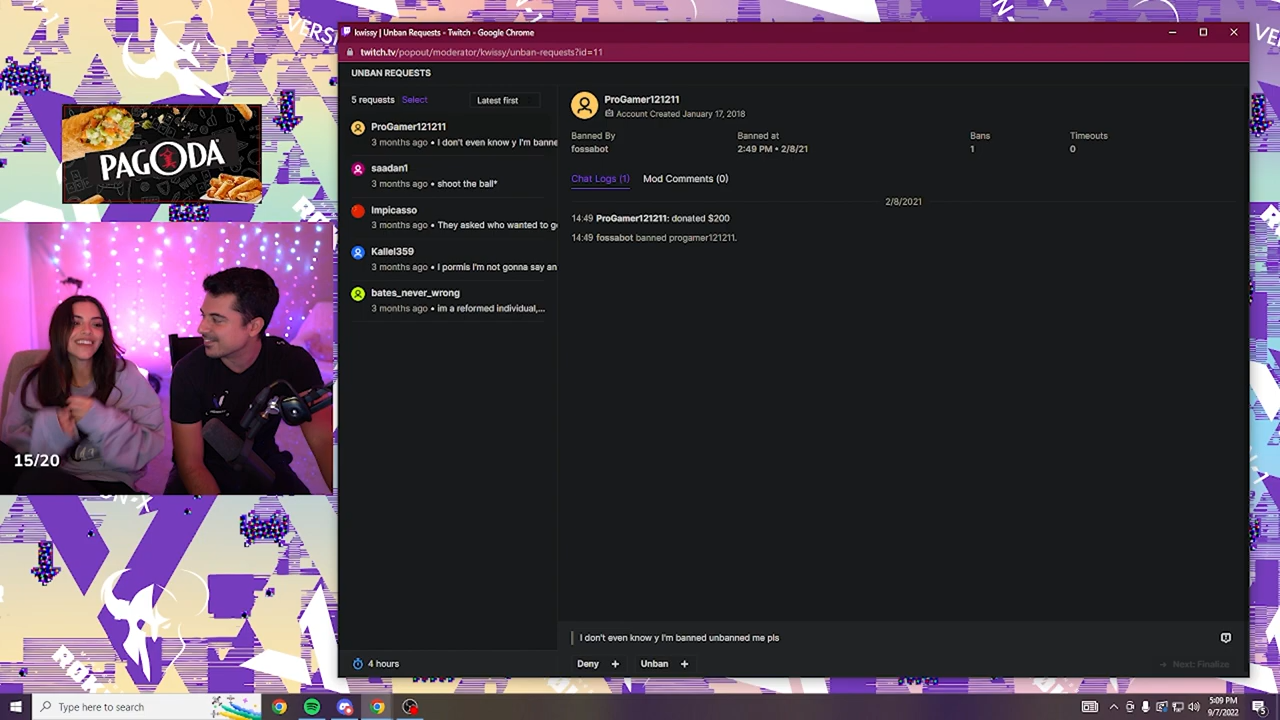 kwissy | Unban Requests - Twitch - Google Chrome
twitch.tv/popout/moderator/kwissy/unban-requests?id=11
UNBAN REQUESTS
5 requests Select Latest first
ProGamer121211
3 months ago • I don't even know y I'm banne
saadan1
3 months ago • shoot the ball*
Impicasso
3 months ago • They asked who wanted to g
Kallel359
3 months ago • I pormis I'm not gonna say an
bates_never_wrong
3 months ago • im a reformed individual,...
4 hours
ProGamer121211
Account Created January 17, 2018
Banned By Banned at Bans Timeouts
fossabot 2:49 PM • 2/8/21 1 0
Chat Logs (1) Mod Comments (0)
2/8/2021
14:49 ProGamer121211: donated $200
14:49 fossabot banned progamer121211.
I don't even know y I'm banned unbanned me pls
Deny + Unban + → Next: Finalize
PAGODA
15/20
Type here to search
5:09 PM
9/7/2022
3